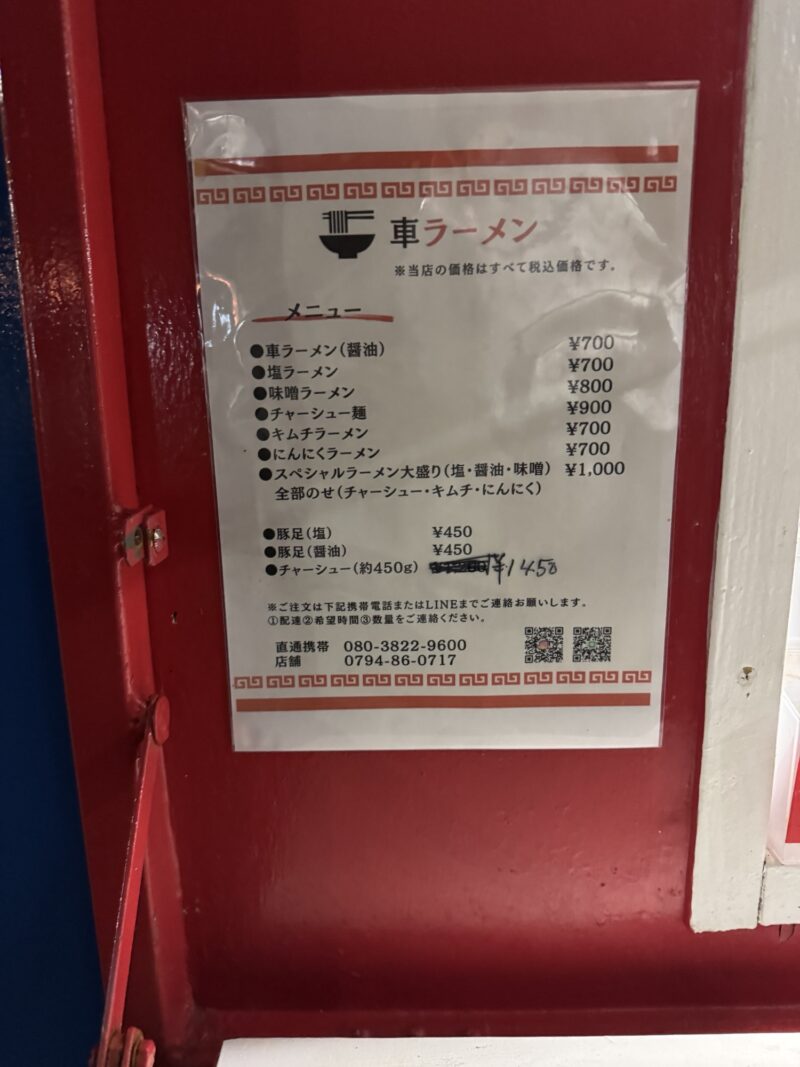 車ラーメン
※当店の価格はすべて税込価格です。
メニュー
●車ラーメン(醤油) ¥700
●塩ラーメン ¥700
●味噌ラーメン ¥800
●チャーシュー麺 ¥900
●キムチラーメン ¥700
●にんにくラーメン ¥700
●スペシャルラーメン大盛り(塩・醤油・味噌) ¥1,000
全部のせ(チャーシュー・キムチ・にんにく)
●豚足(塩) ¥450
●豚足(醤油) ¥450
●チャーシュー(約450g) ¥1450
※ご注文は下記携帯電話またはLINEまでご連絡お願いします。
①配達②希望時間③数量をご連絡ください。
直通携帯 080-3822-9600
店舗 0794-86-0717